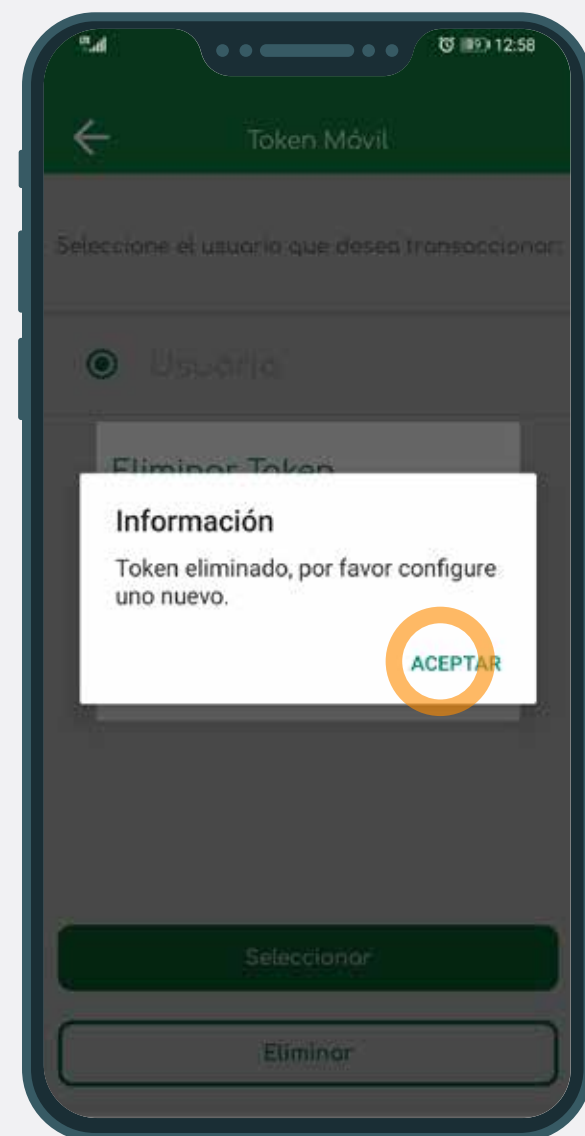 12:58
Token Móvil
Seleccione el usuario que desea transaccionar:
Usuario
Eliminar Token
Información
Token eliminado, por favor configure
uno nuevo.
ACEPTAR
Seleccionar
Eliminar